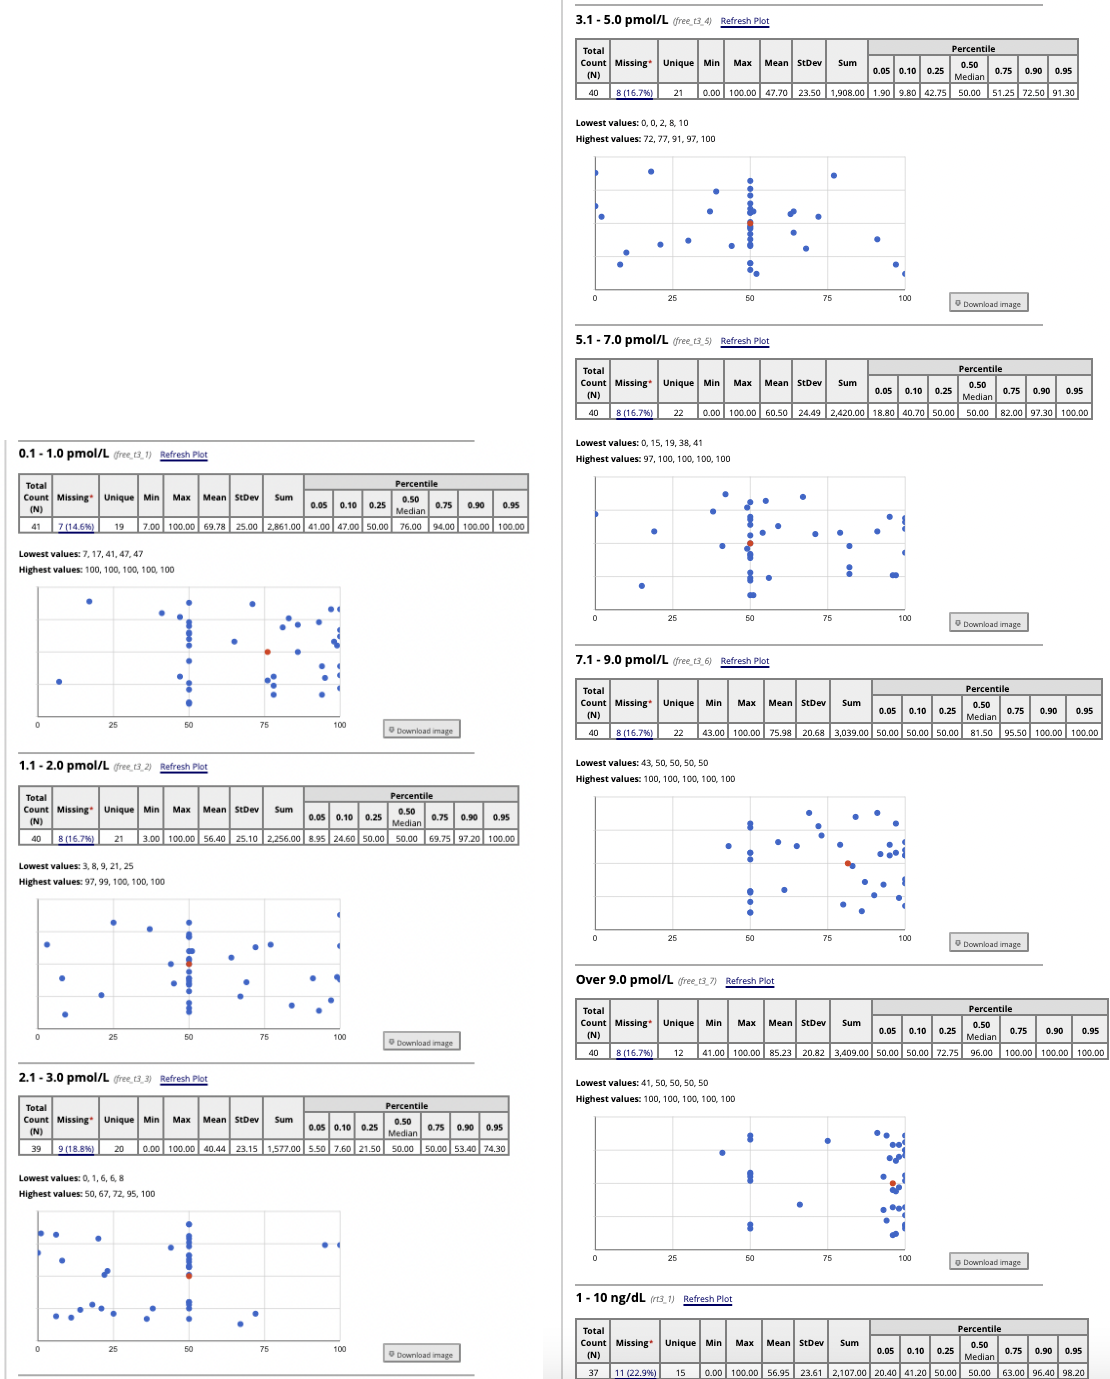 0.1 - 1.0 pmol/L (free_t3_1) Refresh Plot
Total Count (N) Missing* Unique Min Max Mean StDev Sum Percentile
0.05 0.10 0.25 0.50 Median 0.75 0.90 0.95
41 7 (14.6%) 19 7.00 100.00 69.78 25.00 2,861.00 41.00 47.00 50.00 76.00 94.00 100.00 100.00
Lowest values: 7, 17, 41, 47, 47
Highest values: 100, 100, 100, 100, 100
0 25 50 75 100
Download image
1.1 - 2.0 pmol/L (free_t3_2) Refresh Plot
Total Count (N) Missing* Unique Min Max Mean StDev Sum Percentile
0.05 0.10 0.25 0.50 Median 0.75 0.90 0.95
40 8 (16.7%) 21 3.00 100.00 56.40 25.10 2,256.00 8.95 24.60 50.00 50.00 69.75 97.20 100.00
Lowest values: 3, 8, 9, 21, 25
Highest values: 97, 99, 100, 100, 100
0 25 50 75 100
Download image
2.1 - 3.0 pmol/L (free_t3_3) Refresh Plot
Total Count (N) Missing* Unique Min Max Mean StDev Sum Percentile
0.05 0.10 0.25 0.50 Median 0.75 0.90 0.95
39 9 (18.8%) 20 0.00 100.00 40.44 23.15 1,577.00 5.50 7.60 21.50 50.00 50.00 53.40 74.30
Lowest values: 0, 1, 6, 6, 8
Highest values: 50, 67, 72, 95, 100
0 25 50 75 100
Download image
3.1 - 5.0 pmol/L (free_t3_4) Refresh Plot
Total Count (N) Missing* Unique Min Max Mean StDev Sum Percentile
0.05 0.10 0.25 0.50 Median 0.75 0.90 0.95
40 8 (16.7%) 21 0.00 100.00 47.70 23.50 1,908.00 1.90 9.80 42.75 50.00 51.25 72.50 91.30
Lowest values: 0, 0, 2, 8, 10
Highest values: 72, 77, 91, 97, 100
0 25 50 75 100
Download image
5.1 - 7.0 pmol/L (free_t3_5) Refresh Plot
Total Count (N) Missing* Unique Min Max Mean StDev Sum Percentile
0.05 0.10 0.25 0.50 Median 0.75 0.90 0.95
40 8 (16.7%) 22 0.00 100.00 60.50 24.49 2,420.00 18.80 40.70 50.00 50.00 82.00 97.30 100.00
Lowest values: 0, 15, 19, 38, 41
Highest values: 97, 100, 100, 100, 100
0 25 50 75 100
Download image
7.1 - 9.0 pmol/L (free_t3_6) Refresh Plot
Total Count (N) Missing* Unique Min Max Mean StDev Sum Percentile
0.05 0.10 0.25 0.50 Median 0.75 0.90 0.95
40 8 (16.7%) 22 43.00 100.00 75.98 20.68 3,039.00 50.00 50.00 50.00 81.50 95.50 100.00 100.00
Lowest values: 43, 50, 50, 50, 50
Highest values: 100, 100, 100, 100, 100
0 25 50 75 100
Download image
Over 9.0 pmol/L (free_t3_7) Refresh Plot
Total Count (N) Missing* Unique Min Max Mean StDev Sum Percentile
0.05 0.10 0.25 0.50 Median 0.75 0.90 0.95
40 8 (16.7%) 12 41.00 100.00 85.23 20.82 3,409.00 50.00 50.00 72.75 96.00 100.00 100.00 100.00
Lowest values: 41, 50, 50, 50, 50
Highest values: 100, 100, 100, 100, 100
0 25 50 75 100
Download image
1 - 10 ng/dL (rt3_1) Refresh Plot
Total Count (N) Missing* Unique Min Max Mean StDev Sum Percentile
0.05 0.10 0.25 0.50 Median 0.75 0.90 0.95
37 11 (22.9%) 15 0.00 100.00 56.95 23.61 2,107.00 20.40 41.20 50.00 50.00 63.00 96.40 98.20